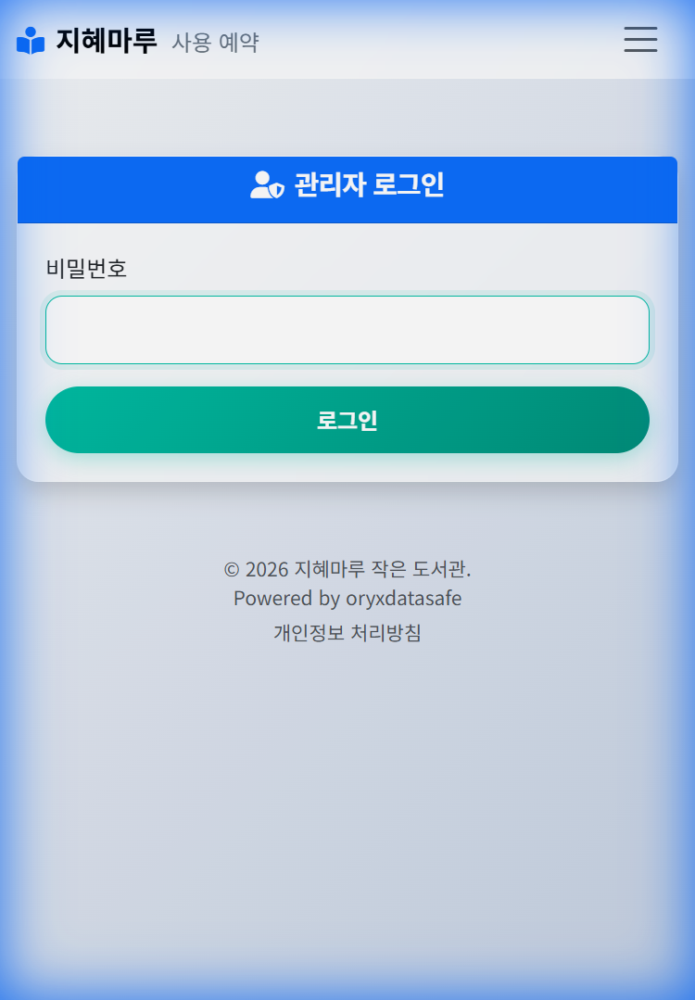 지혜마루 사용 예약
관리자 로그인
비밀번호
로그인
© 2026 지혜마루 작은 도서관.
Powered by oryxdatasafe
개인정보 처리방침